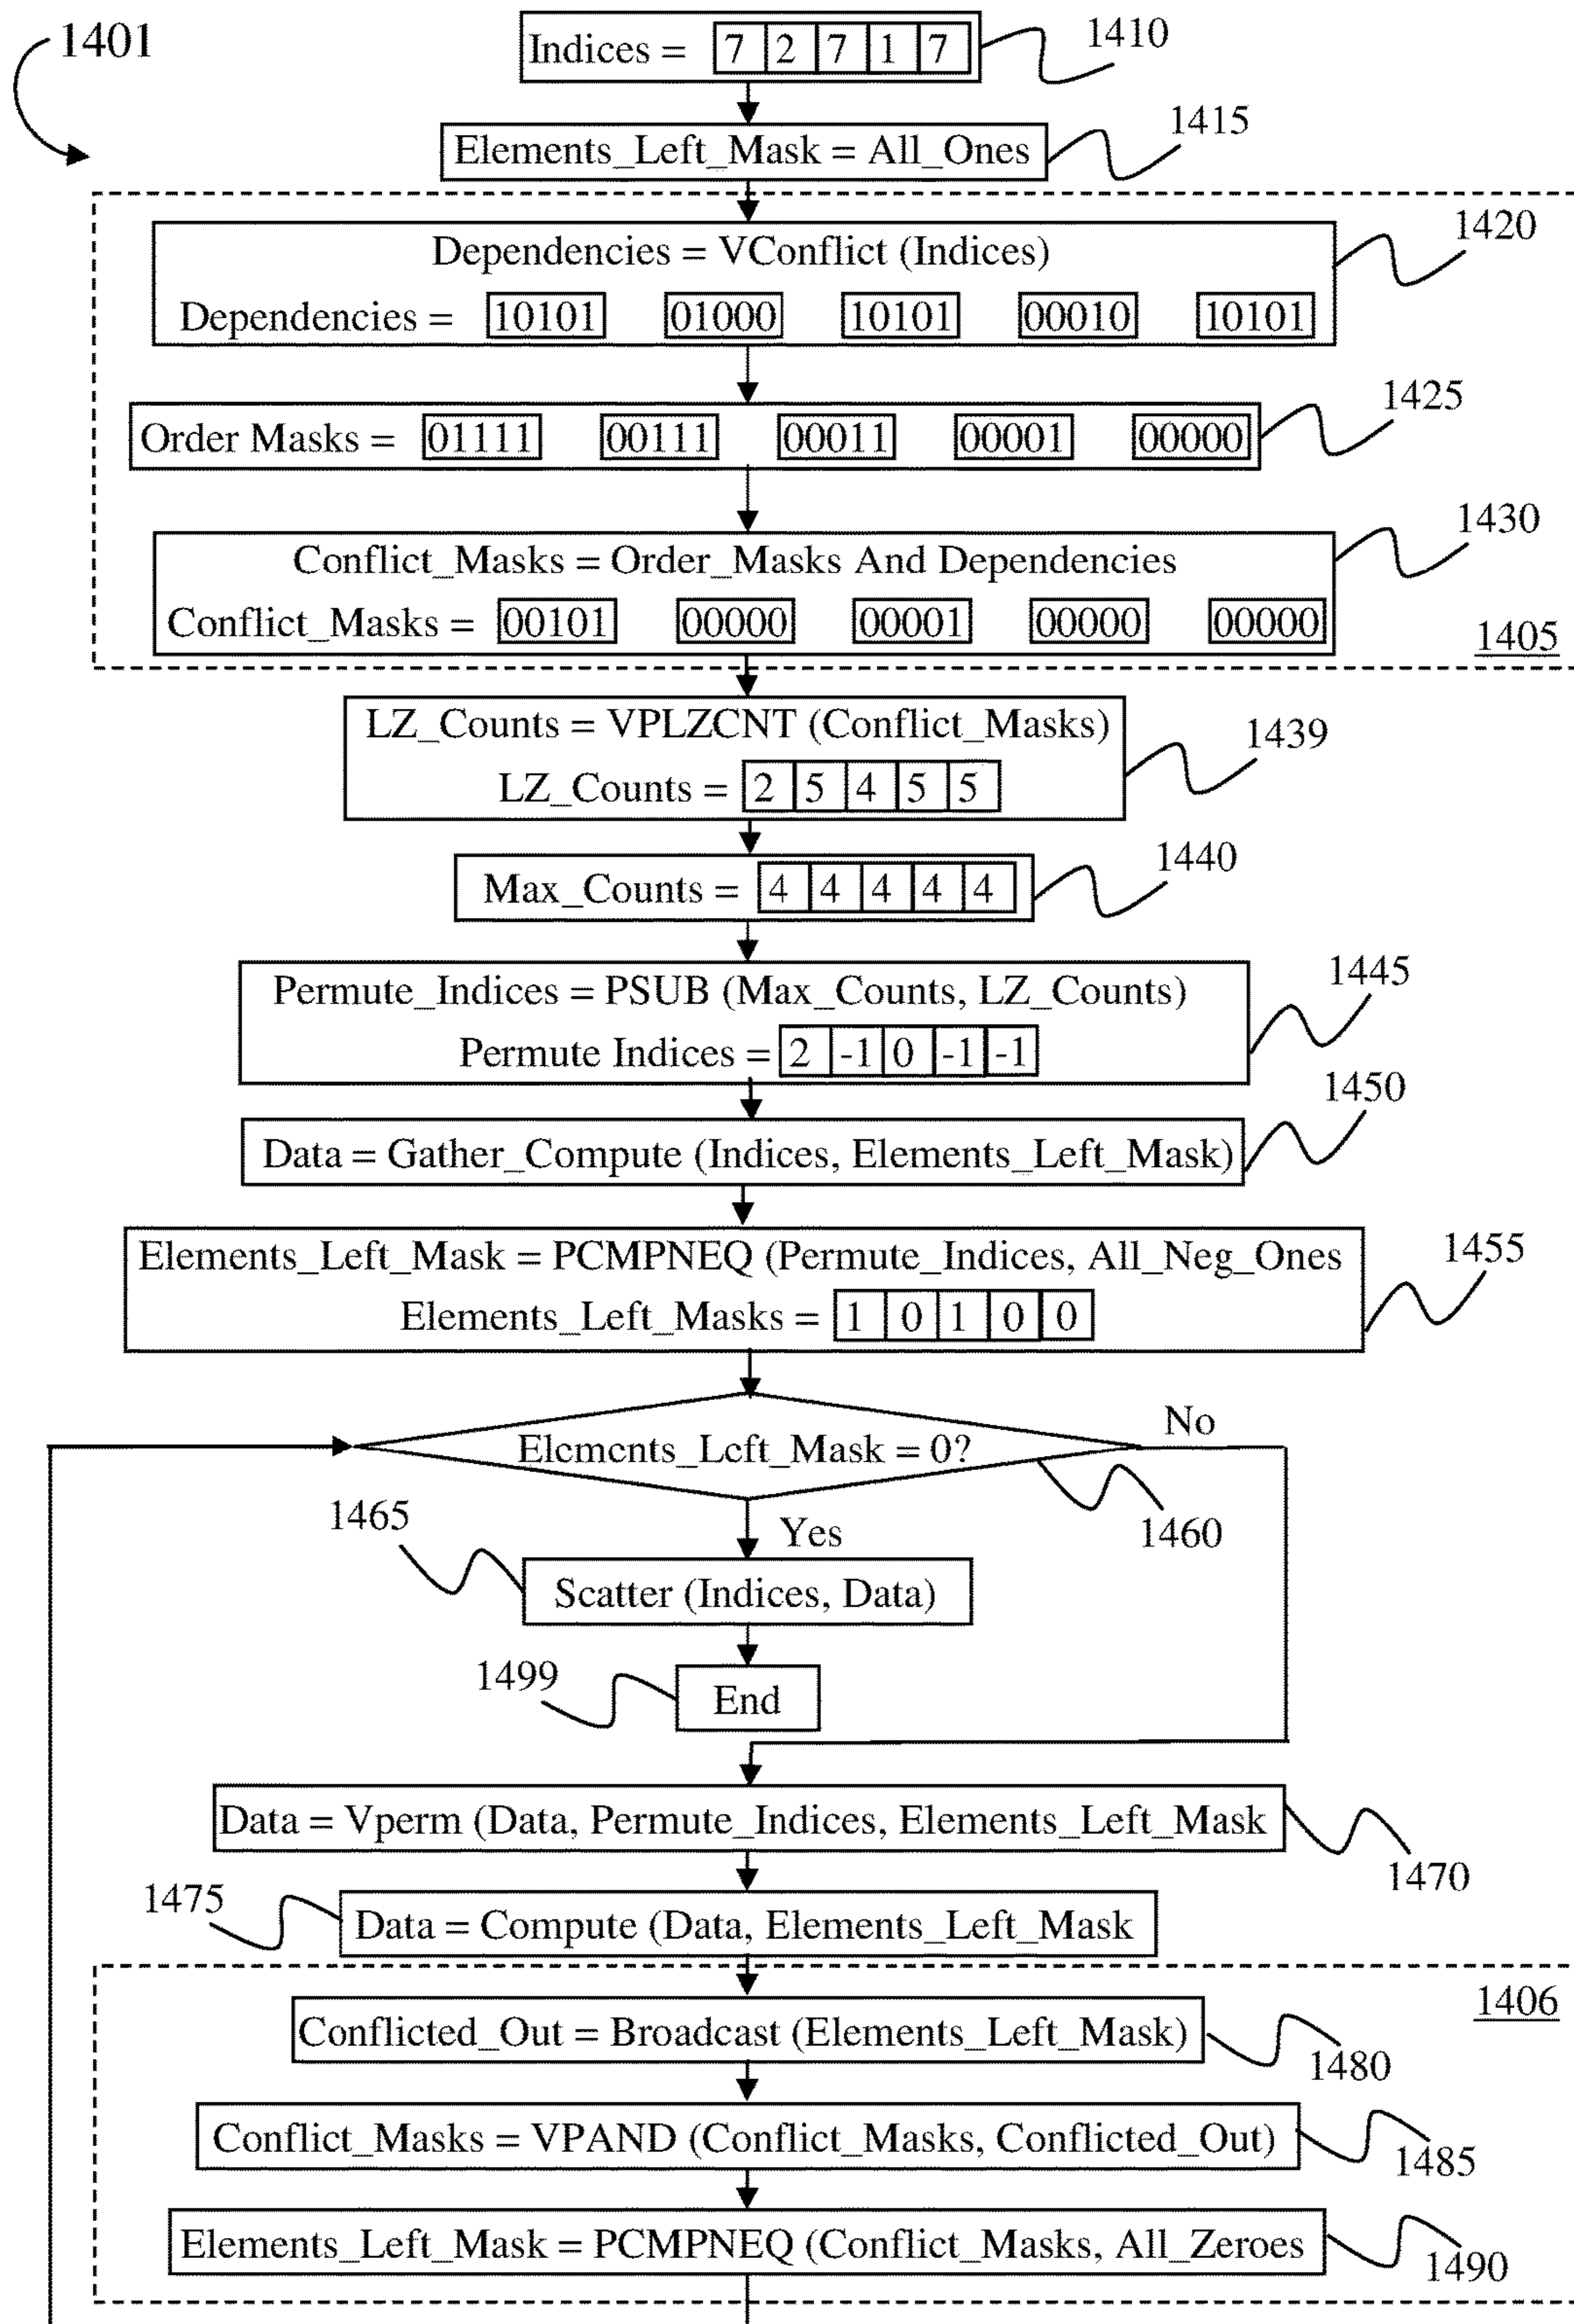 1401
Indices = 7 2 7 1 7
1410
Elements_Left_Mask = All_Ones
1415
Dependencies = VConflict (Indices)
Dependencies = 10101 01000 10101 00010 10101
1420
Order Masks = 01111 00111 00011 00001 00000
1425
Conflict_Masks = Order_Masks And Dependencies
Conflict_Masks = 00101 00000 00001 00000 00000
1430
1405
LZ_Counts = VPLZCNT (Conflict_Masks)
LZ_Counts = 2 5 4 5 5
1439
Max_Counts = 4 4 4 4 4
1440
Permute_Indices = PSUB (Max_Counts, LZ_Counts)
Permute Indices = 2 -1 0 -1 -1
1445
Data = Gather_Compute (Indices, Elements_Left_Mask)
1450
Elements_Left_Mask = PCMPNEQ (Permute_Indices, All_Neg_Ones
Elements_Left_Masks = 1 0 1 0 0
1455
Elements_Left_Mask = 0?
No
1460
Yes
1465
Scatter (Indices, Data)
1499
End
Data = Vperm (Data, Permute_Indices, Elements_Left_Mask
1470
1475
Data = Compute (Data, Elements_Left_Mask
1406
Conflicted_Out = Broadcast (Elements_Left_Mask)
1480
Conflict_Masks = VPAND (Conflict_Masks, Conflicted_Out)
1485
Elements_Left_Mask = PCMPNEQ (Conflict_Masks, All_Zeroes
1490